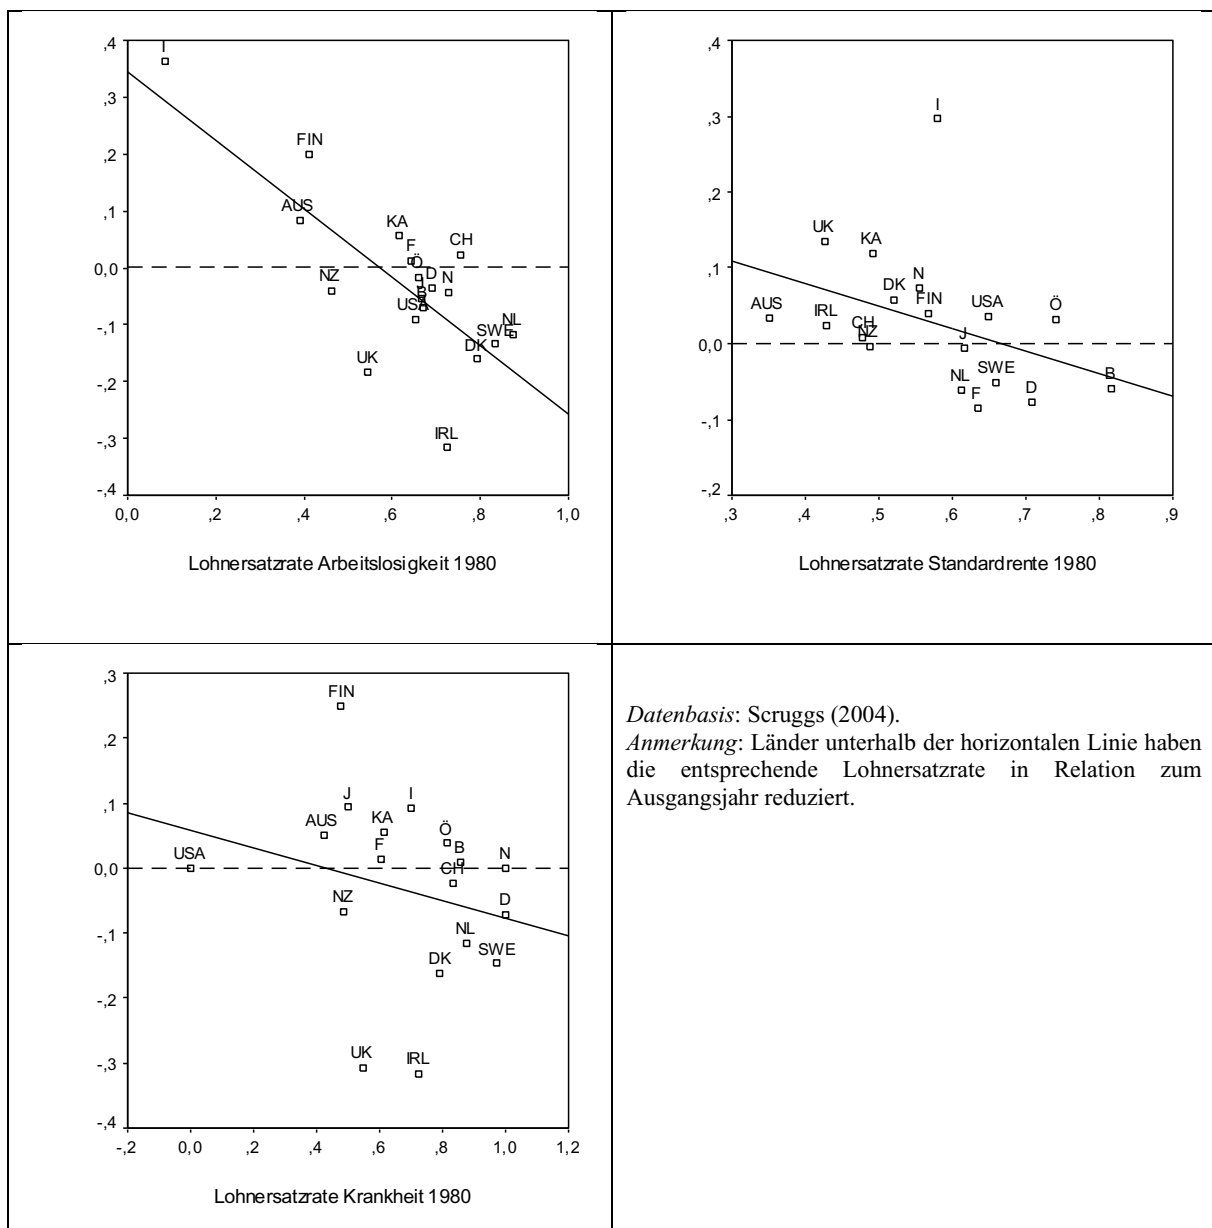 ,4
,3
,2
,1
0,0
-,1
-,2
-,3
-,4
0,0 ,2 ,4 ,6 ,8 1,0
I
FIN
AUS
KA
F
CH
Ö
NZ
D
N
J
B
USA
NL
SWE
DK
UK
IRL
Lohnersatzrate Arbeitslosigkeit 1980
,4
,3
,2
,1
0,0
-,1
-,2
,3 ,4 ,5 ,6 ,7 ,8 ,9
I
UK
KA
N
DK
FIN
USA
Ö
AUS
IRL
CH
NZ
J
SWE
NL
F
D
B
Lohnersatzrate Standardrente 1980
,3
,2
,1
0,0
-,1
-,2
-,3
-,4
-,2 0,0 ,2 ,4 ,6 ,8 1,0 1,2
FIN
J
I
AUS
KA
Ö
F
B
USA
CH
N
NZ
D
NL
SWE
DK
UK
IRL
Lohnersatzrate Krankheit 1980
Datenbasis: Scruggs (2004).
Anmerkung: Länder unterhalb der horizontalen Linie haben
die entsprechende Lohnersatzrate in Relation zum
Ausgangsjahr reduziert.